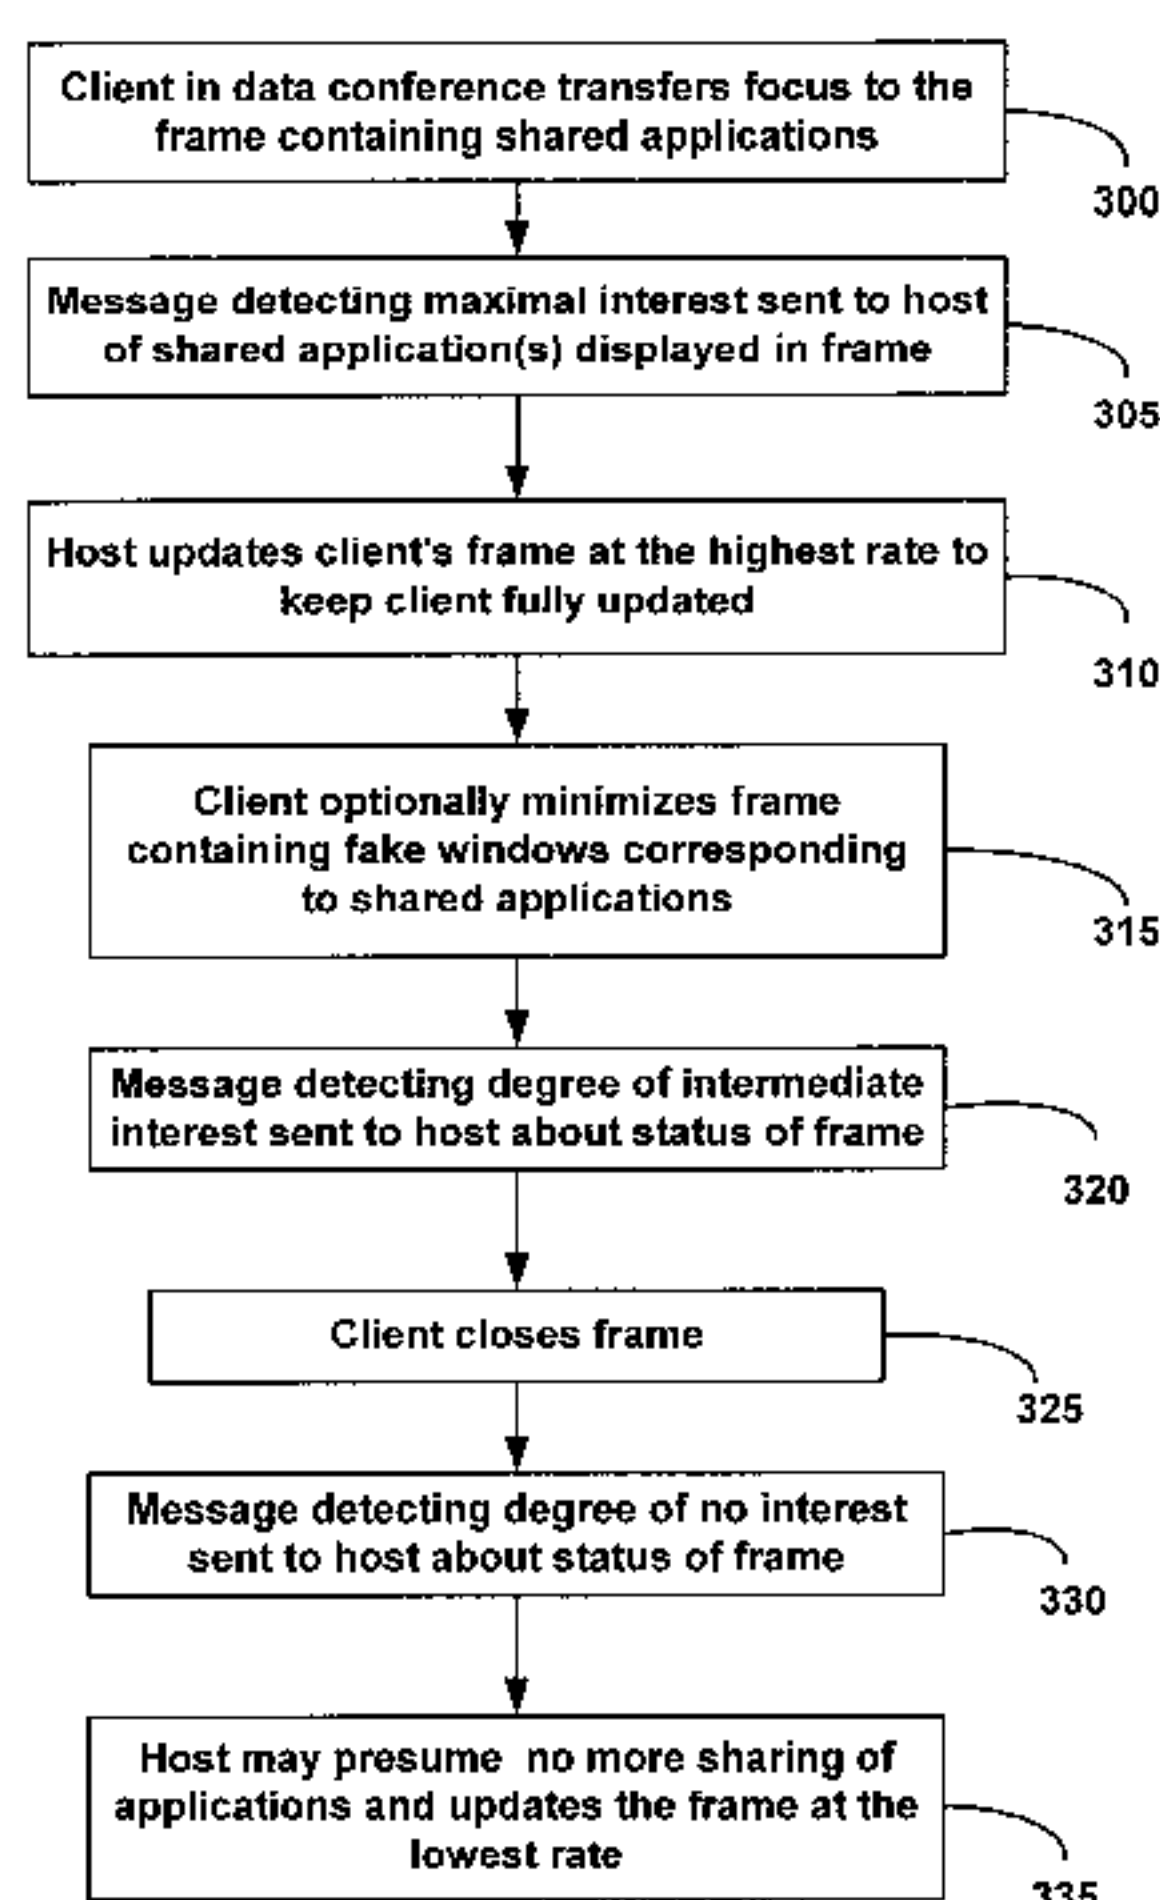 Client in data conference transfers focus to the
frame containing shared applications
300
Message detecting maximal interest sent to host
of shared application(s) displayed in frame
305
Host updates client's frame at the highest rate to
keep client fully updated
310
Client optionally minimizes frame
containing fake windows corresponding
to shared applications
315
Message detecting degree of intermediate
interest sent to host about status of frame
320
Client closes frame
325
Message detecting degree of no interest
sent to host about status of frame
330
Host may presume no more sharing of
applications and updates the frame at the
lowest rate
335